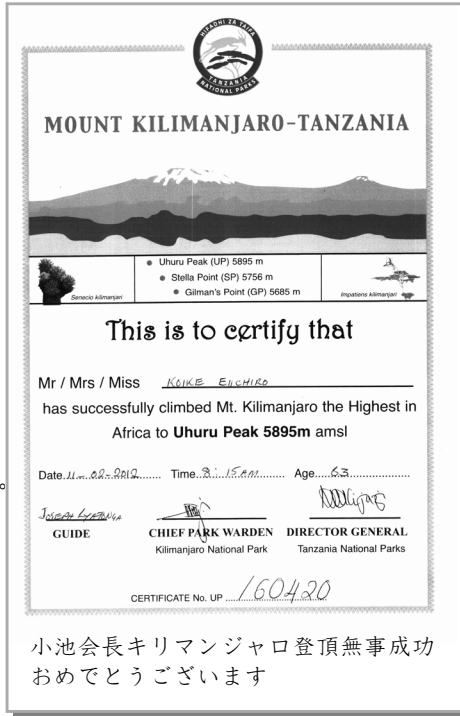 HIFADHI ZA TAIFA
TANZANIA
NATIONAL PARKS
MOUNT KILIMANJARO-TANZANIA
Uhuru Peak (UP) 5895 m
Stella Point (SP) 5756 m
Gilman's Point (GP) 5685 m
Senecio kilimanjari
Impatiens kilimanjari
This is to certify that
Mr / Mrs / Miss KOIKE EIICHIRO
has successfully climbed Mt. Kilimanjaro the Highest in
Africa to Uhuru Peak 5895m amsl
Date 11-02-2012 Time 8:15AM Age 63
JOSEPH
GUIDE
CHIEF PARK WARDEN
Kilimanjaro National Park
DIRECTOR GENERAL
Tanzania National Parks
CERTIFICATE No. UP 160420
小池会長キリマンジャロ登頂無事成功
おめでとうございます